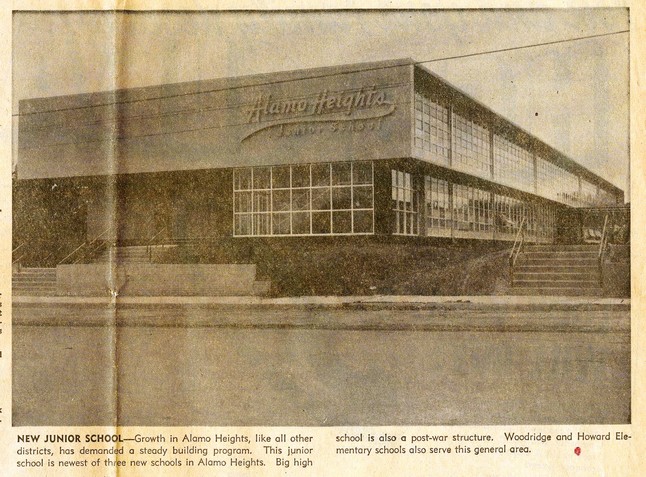 Alamo Heights
Junior School
NEW JUNIOR SCHOOL—Growth in Alamo Heights, like all other
districts, has demanded a steady building program. This junior
school is newest of three new schools in Alamo Heights. Big high
school is also a post-war structure. Woodridge and Howard Ele-
mentary schools also serve this general area.